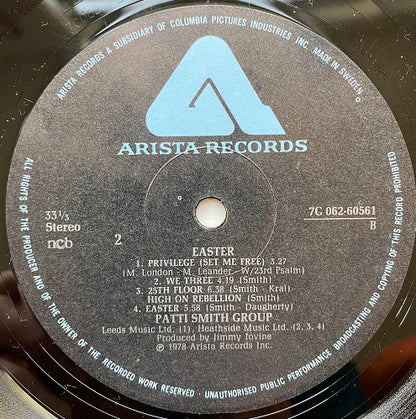 ARISTA RECORDS A SUBSIDIARY OF COLUMBIA PICTURES INDUSTRIES INC. MADE IN SWEDEN
ARISTA RECORDS
33 1/3
Stereo
ncb
2
7C 062-60561
B
EASTER
1. PRIVILEGE (SET ME FREE) 3.27
(M. London - M. Leander - W/23rd Psalm)
2. WE THREE 4.19 (Smith)
3. 25TH FLOOR 6.38 (Smith - Kral)
HIGH ON REBELLION (Smith)
4. EASTER 5.58 (Smith - Daugherty)
PATTI SMITH GROUP
Leeds Music Ltd. (1), Heathside Music Ltd. (2, 3, 4)
Produced by Jimmy Iovine
℗ 1978 Arista Records Inc.
ALL RIGHTS OF THE PRODUCER AND OF THE OWNER OF THE RECORDED WORK RESERVED · UNAUTHORISED PUBLIC PERFORMANCE BROADCASTING AND COPYING OF THIS RECORD PROHIBITED